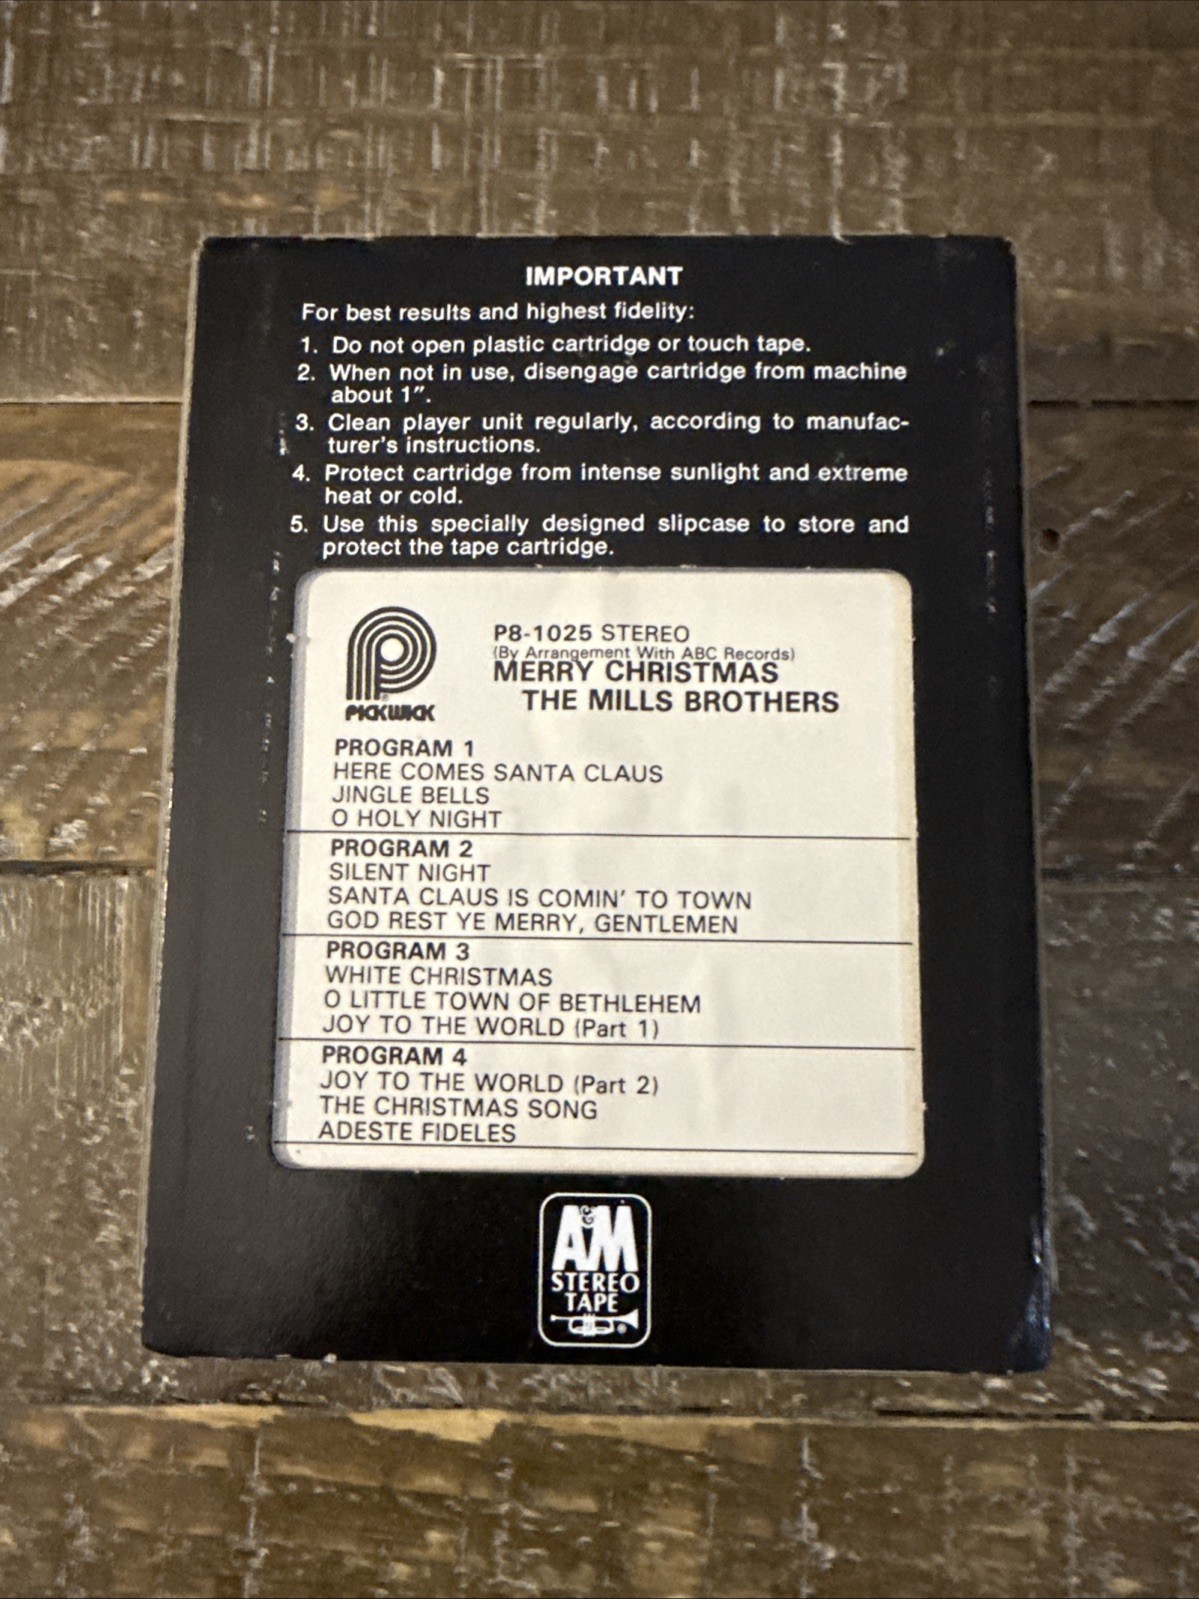 IMPORTANT
For best results and highest fidelity:
1. Do not open plastic cartridge or touch tape.
2. When not in use, disengage cartridge from machine
about 1".
3. Clean player unit regularly, according to manufac-
turer's instructions.
4. Protect cartridge from intense sunlight and extreme
heat or cold.
5. Use this specially designed slipcase to store and
protect the tape cartridge.
PICKWICK
P8-1025 STEREO
(By Arrangement With ABC Records)
MERRY CHRISTMAS
THE MILLS BROTHERS
PROGRAM 1
HERE COMES SANTA CLAUS
JINGLE BELLS
O HOLY NIGHT
PROGRAM 2
SILENT NIGHT
SANTA CLAUS IS COMIN' TO TOWN
GOD REST YE MERRY, GENTLEMEN
PROGRAM 3
WHITE CHRISTMAS
O LITTLE TOWN OF BETHLEHEM
JOY TO THE WORLD (Part 1)
PROGRAM 4
JOY TO THE WORLD (Part 2)
THE CHRISTMAS SONG
ADESTE FIDELES
A&M
STEREO
TAPE
®